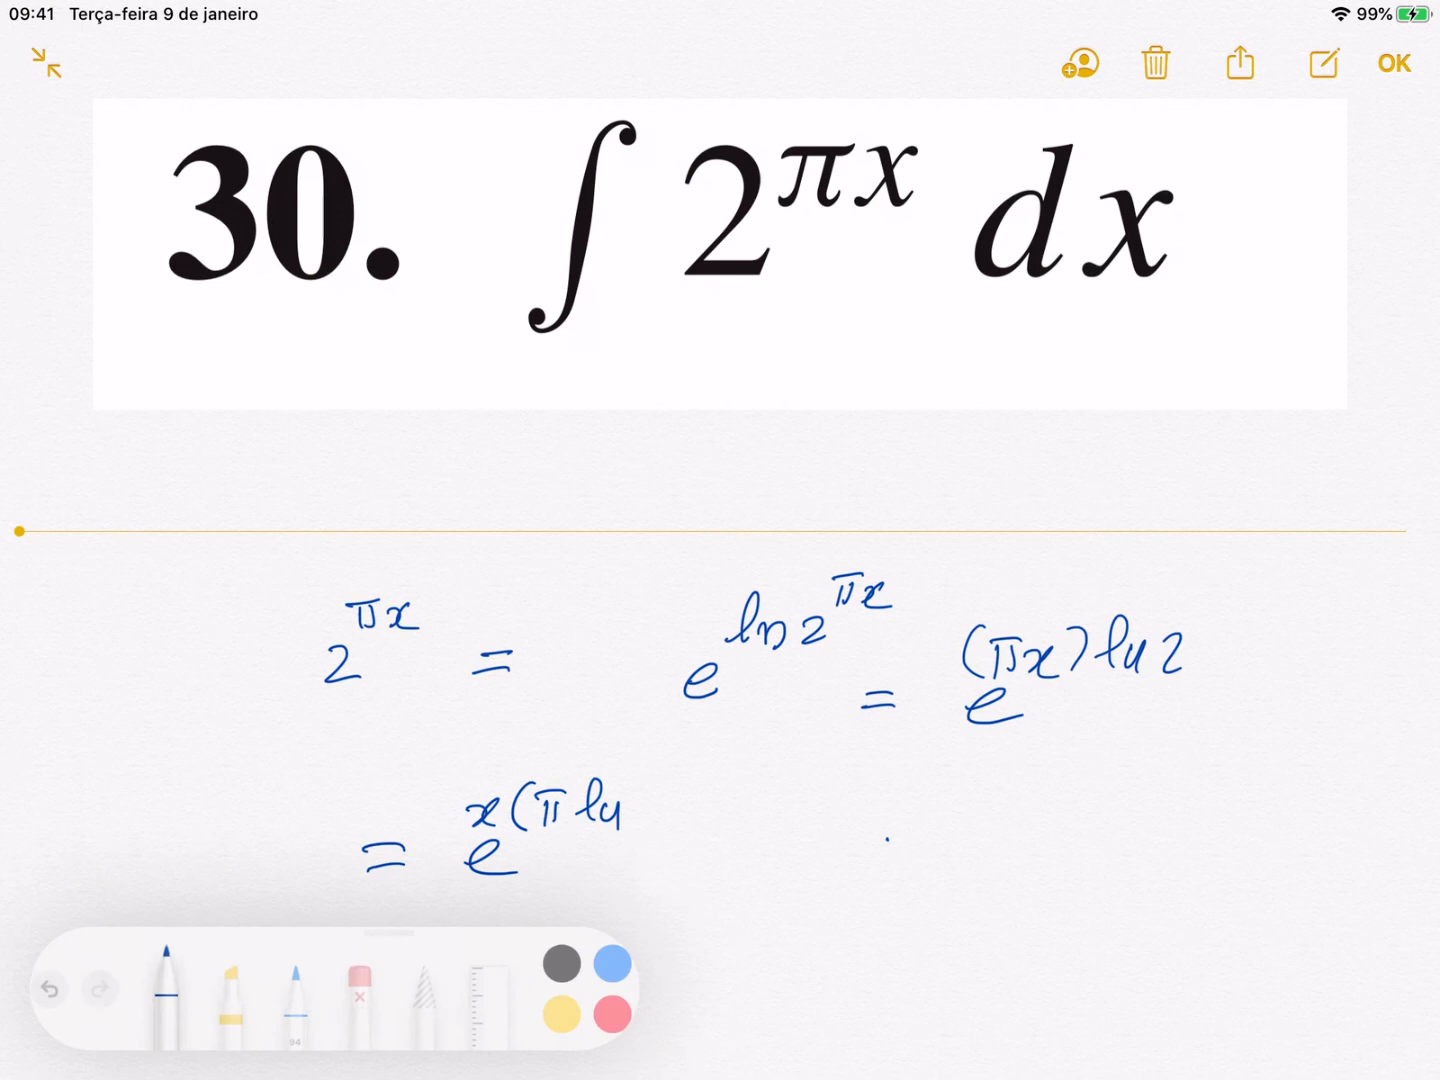 09:41 Terça-feira 9 de janeiro 99%
OK
30. ∫ 2^{πx} dx
2^{πx} = e^{ln 2^{πx}} = e^{(πx) ln 2}
= e^{x(π ln
94